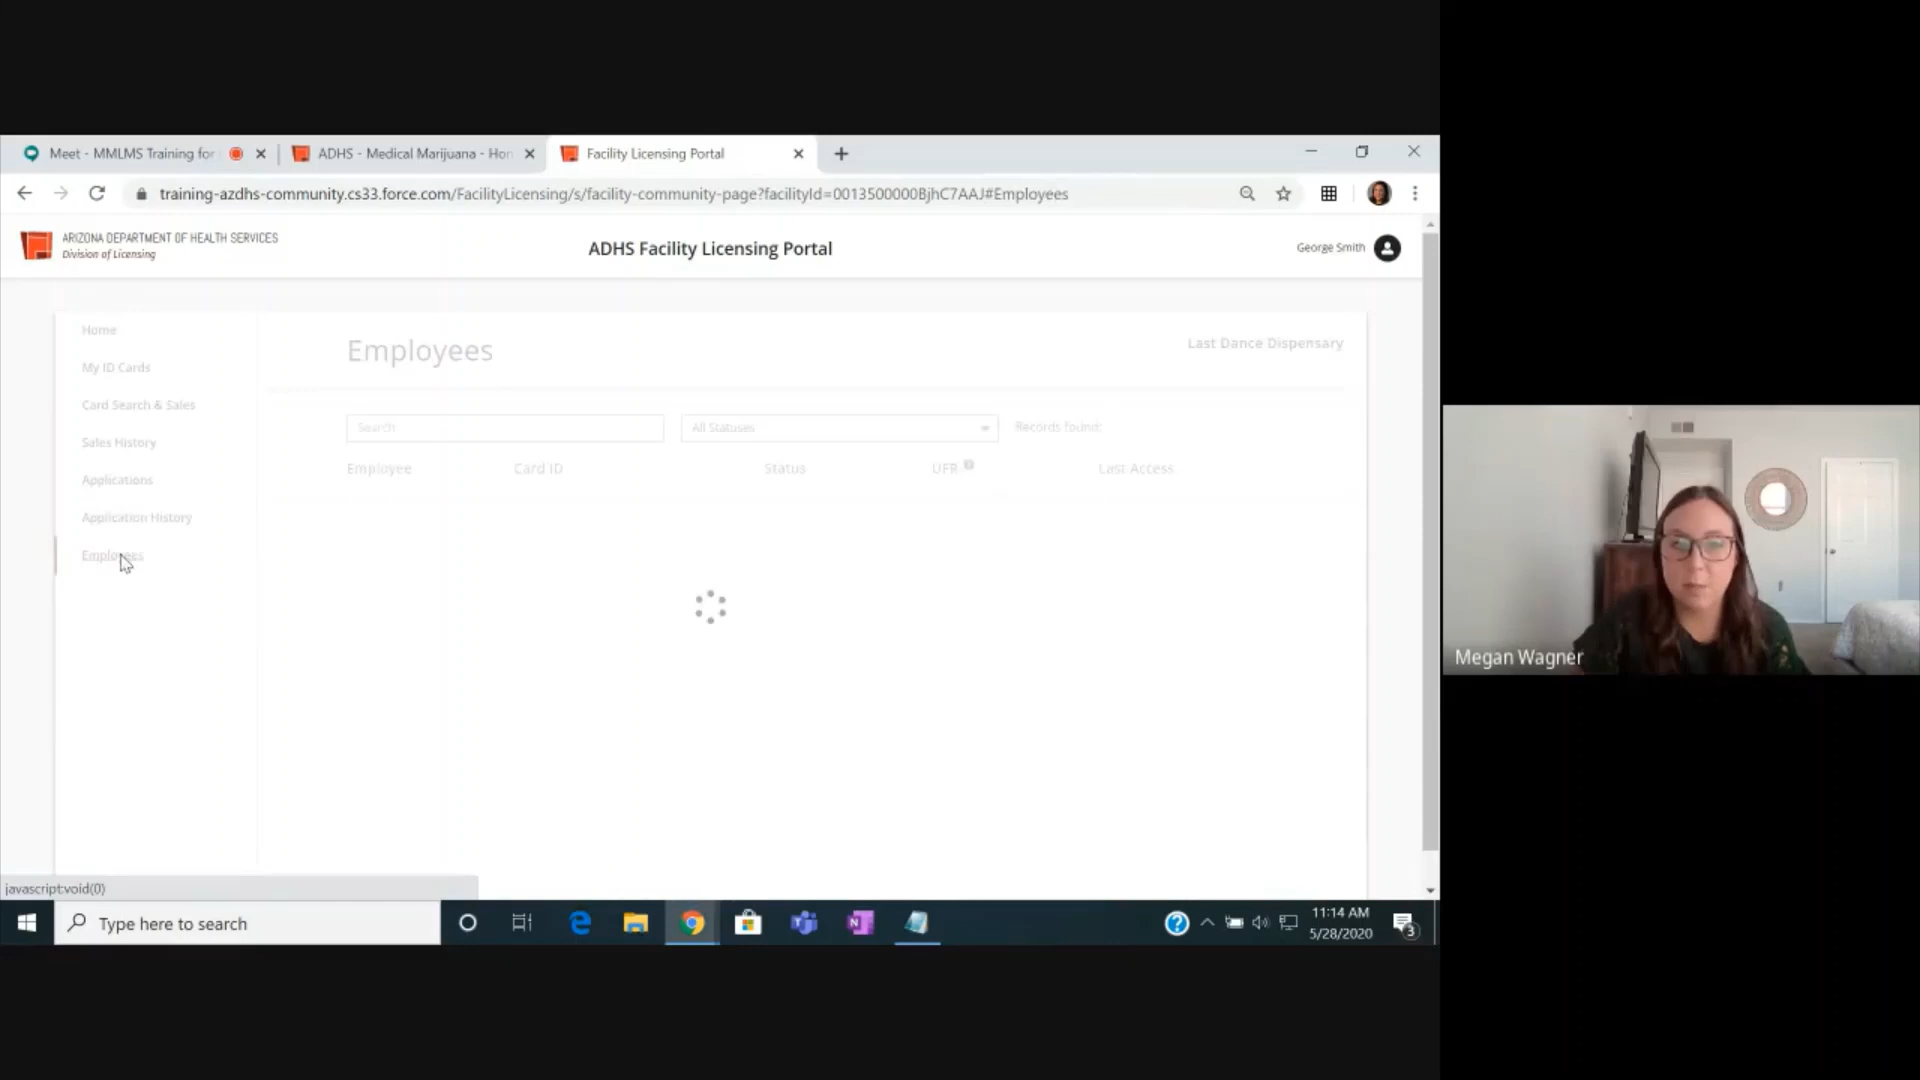 Meet - MMLMS Training for
ADHS - Medical Marijuana - Hon
Facility Licensing Portal
training-azdhs-community.cs33.force.com/FacilityLicensing/s/facility-community-page?facilityId=0013500000BjhC7AAJ#Employees
ARIZONA DEPARTMENT OF HEALTH SERVICES
Division of Licensing
ADHS Facility Licensing Portal
George Smith
Home
My ID Cards
Card Search & Sales
Sales History
Applications
Application History
Employees
Employees
Last Dance Dispensary
Search
All Statuses
Records found:
Employee
Card ID
Status
UFR
Last Access
Megan Wagner
javascript:void(0)
Type here to search
11:14 AM
5/28/2020
3